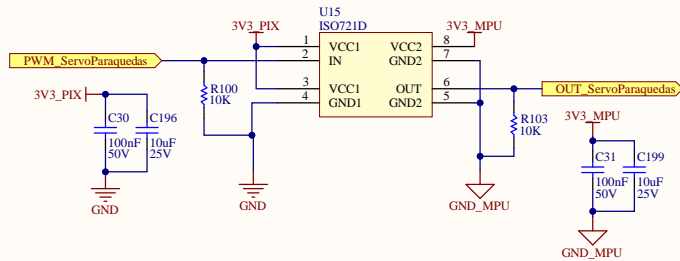 U15
ISO721D
3V3_PIX
3V3_MPU
1 VCC1 VCC2 8
2 IN GND2 7
PWM_ServoParaquedas
3 VCC1 OUT 6
4 GND1 GND2 5
OUT_ServoParaquedas
R100
10K
R103
10K
3V3_PIX
C30
100nF
50V
C196
10uF
25V
GND
GND
GND_MPU
3V3_MPU
C31
100nF
50V
C199
10uF
25V
GND_MPU